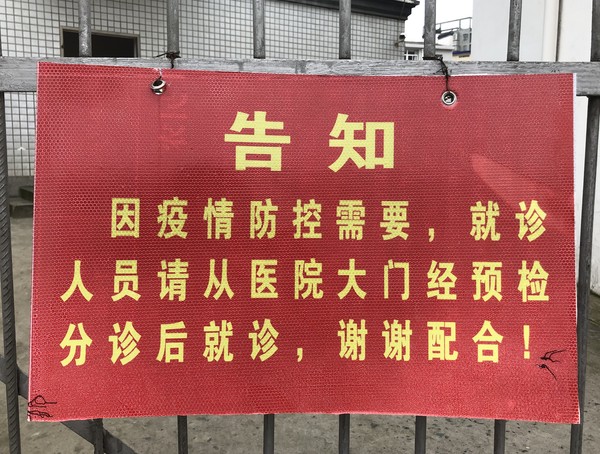 告知
因疫情防控需要，就诊
人员请从医院大门经预检
分诊后就诊，谢谢配合！